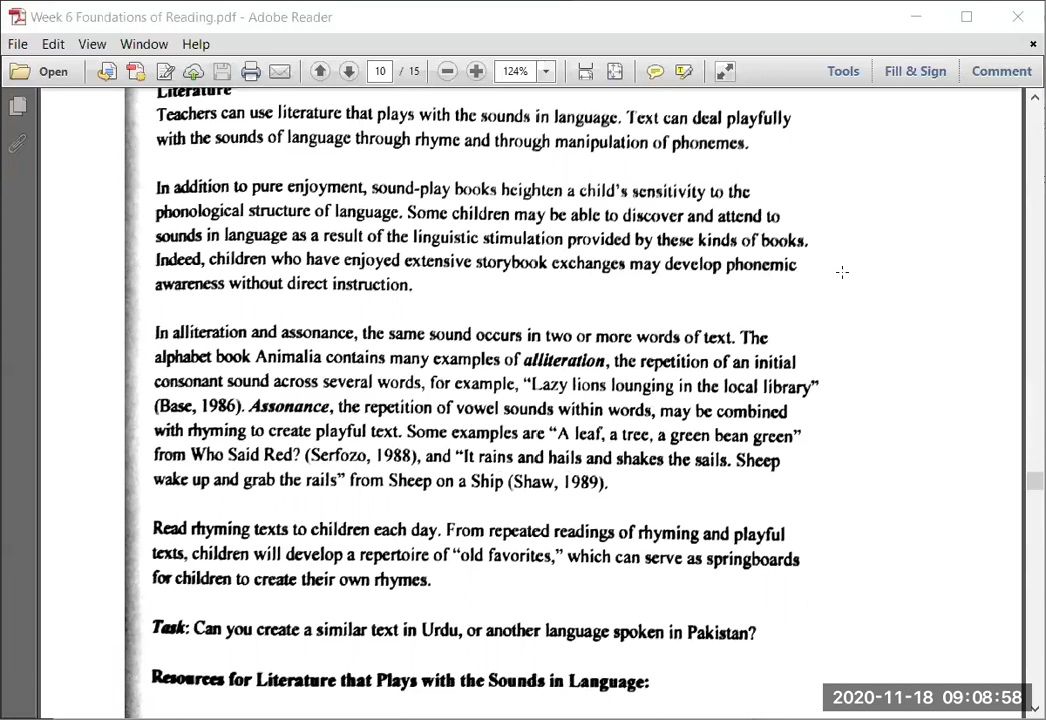 Week 6 Foundations of Reading.pdf - Adobe Reader
File Edit View Window Help
Open 10 / 15 124% Tools Fill & Sign Comment
Literature
Teachers can use literature that plays with the sounds in language. Text can deal playfully
with the sounds of language through rhyme and through manipulation of phonemes.
In addition to pure enjoyment, sound-play books heighten a child's sensitivity to the
phonological structure of language. Some children may be able to discover and attend to
sounds in language as a result of the linguistic stimulation provided by these kinds of books.
Indeed, children who have enjoyed extensive storybook exchanges may develop phonemic
awareness without direct instruction.
In alliteration and assonance, the same sound occurs in two or more words of text. The
alphabet book Animalia contains many examples of alliteration, the repetition of an initial
consonant sound across several words, for example, "Lazy lions lounging in the local library"
(Base, 1986). Assonance, the repetition of vowel sounds within words, may be combined
with rhyming to create playful text. Some examples are "A leaf, a tree, a green bean green"
from Who Said Red? (Serfozo, 1988), and "It rains and hails and shakes the sails. Sheep
wake up and grab the rails" from Sheep on a Ship (Shaw, 1989).
Read rhyming texts to children each day. From repeated readings of rhyming and playful
texts, children will develop a repertoire of "old favorites," which can serve as springboards
for children to create their own rhymes.
Task: Can you create a similar text in Urdu, or another language spoken in Pakistan?
Resources for Literature that Plays with the Sounds in Language:
2020-11-18 09:08:58